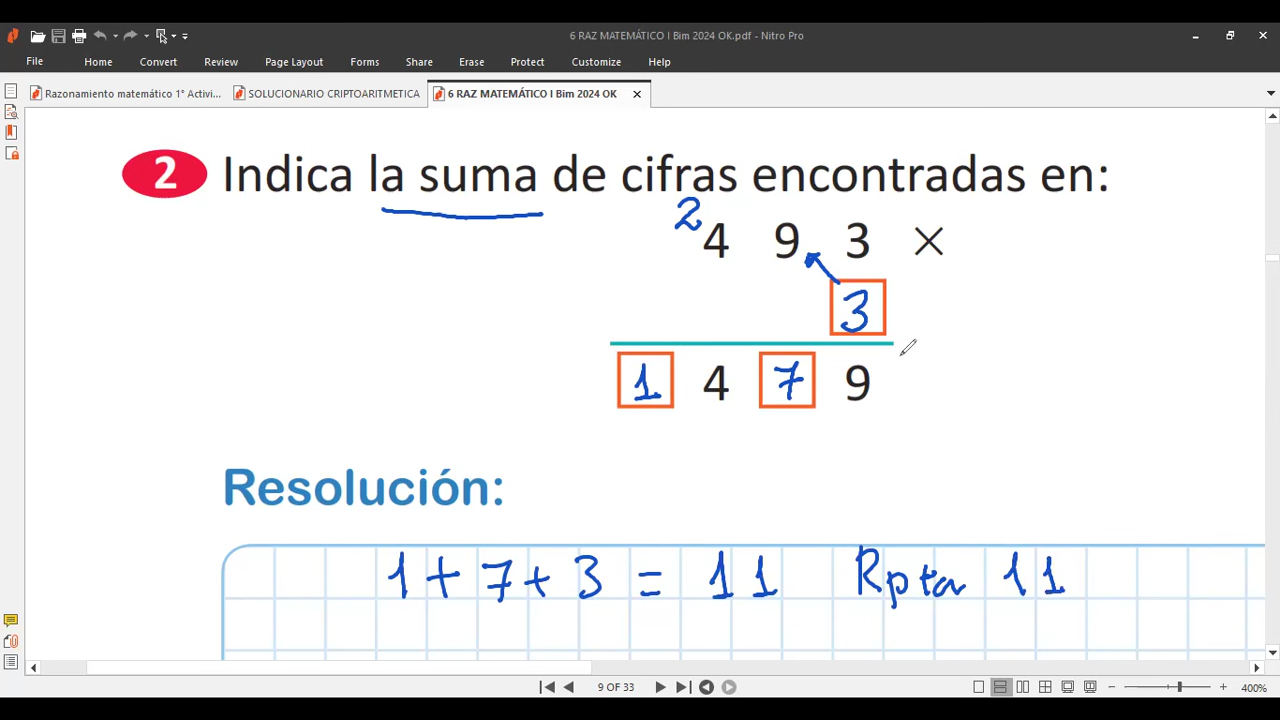 6 RAZ MATEMÁTICO I Bim 2024 OK.pdf - Nitro Pro
File Home Convert Review Page Layout Forms Share Erase Protect Customize Help
Razonamiento matemático 1° Activi... SOLUCIONARIO CRIPTOARITMETICA 6 RAZ MATEMÁTICO I Bim 2024 OK
2 Indica la suma de cifras encontradas en:
2
4 9 3 ×
3
1 4 7 9
Resolución:
1 + 7 + 3 = 11 Rpta 11
9 OF 33 400%